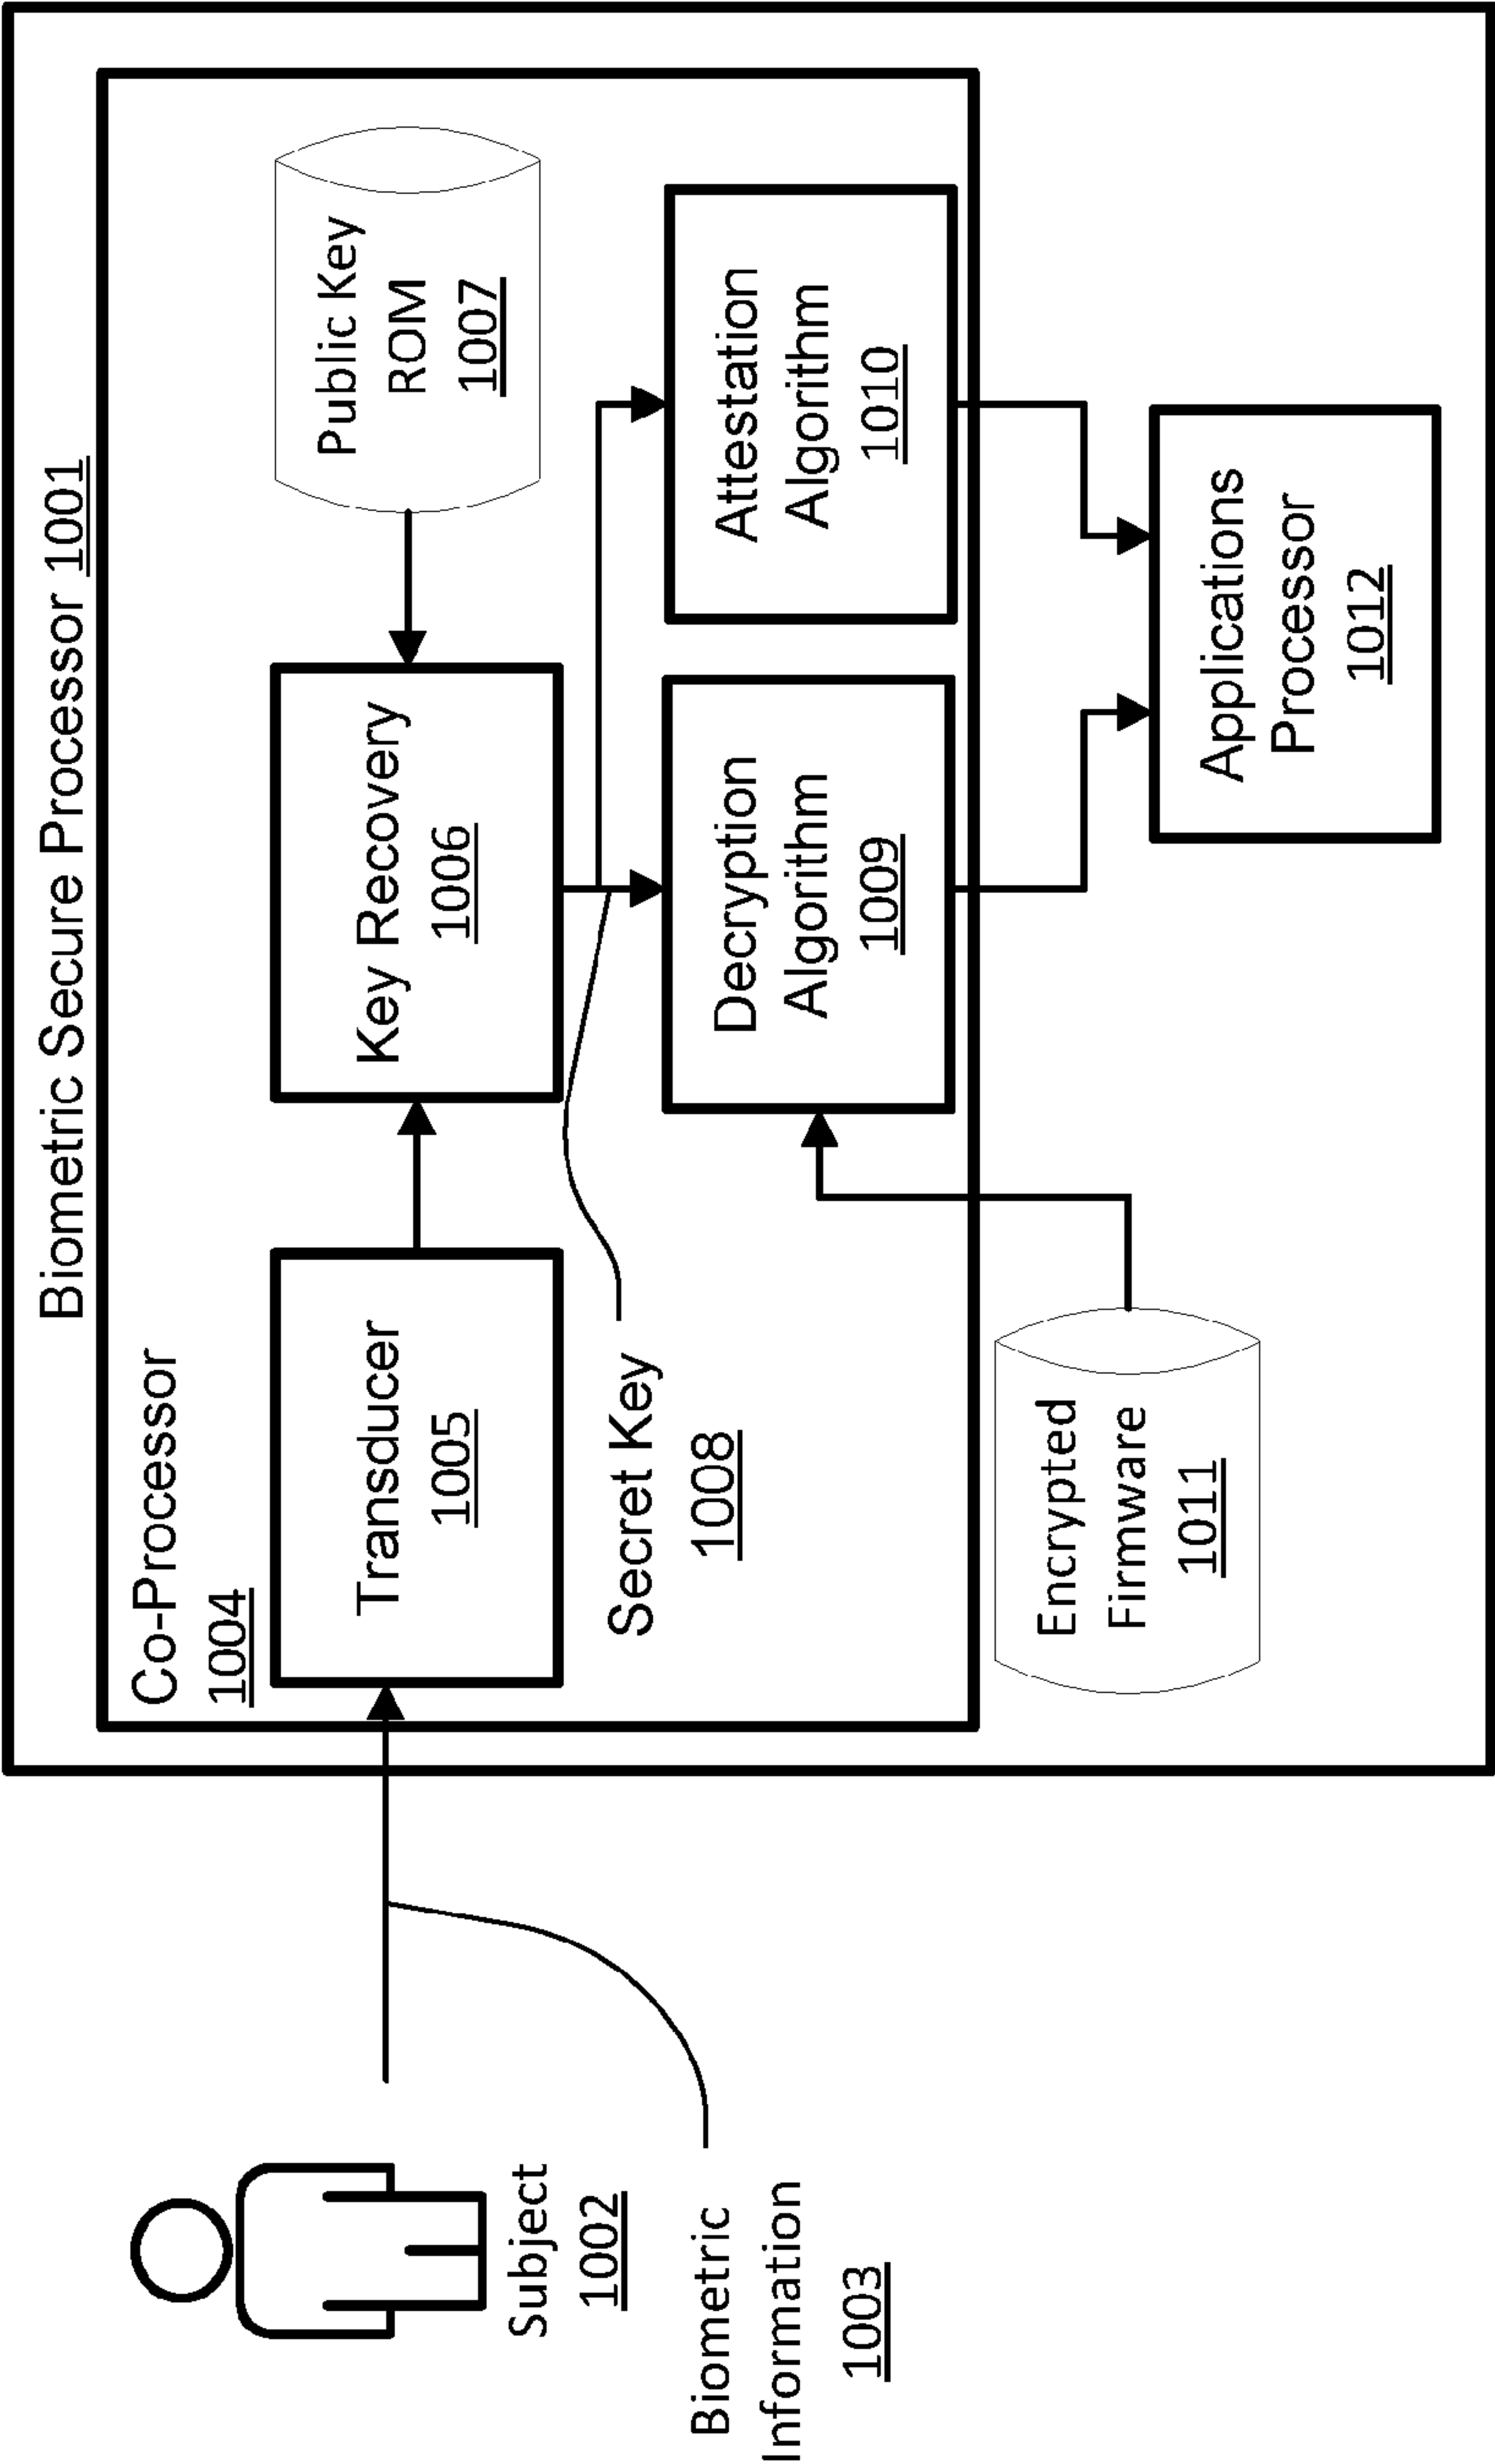 Biometric Secure Processor 1001
Co-Processor
1004
Transducer
1005
Key Recovery
1006
Public Key
ROM
1007
Subject
1002
Secret Key
1008
Decryption
Algorithm
1009
Attestation
Algorithm
1010
Biometric
Information
1003
Encrypted
Firmware
1011
Applications
Processor
1012